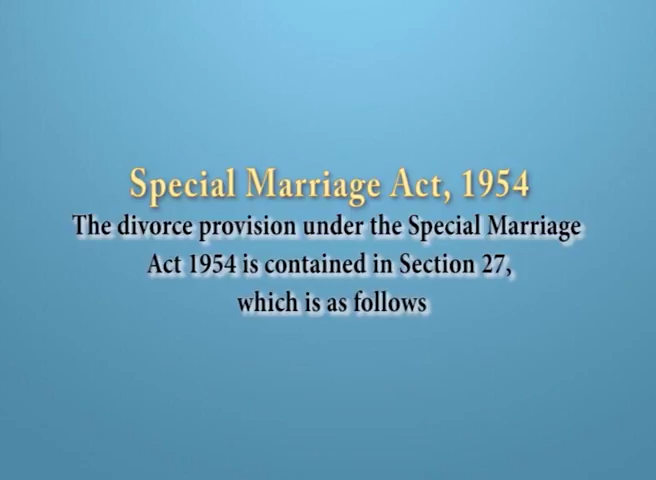 Special Marriage Act, 1954
The divorce provision under the Special Marriage
Act 1954 is contained in Section 27,
which is as follows